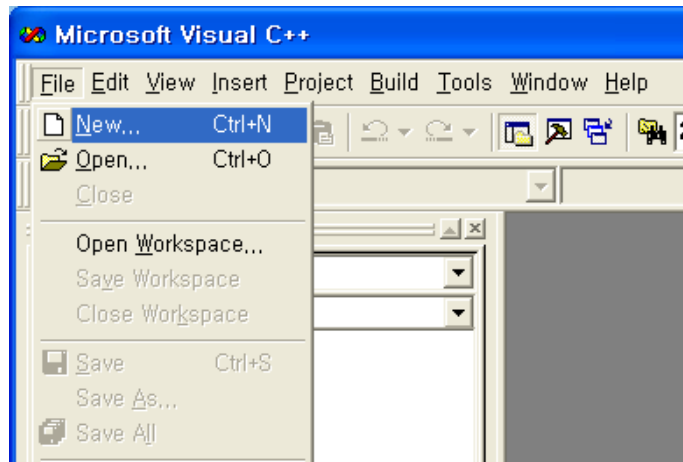 Microsoft Visual C++
File Edit View Insert Project Build Tools Window Help
New... Ctrl+N
Open... Ctrl+O
Close
Open Workspace...
Save Workspace
Close Workspace
Save Ctrl+S
Save As...
Save All